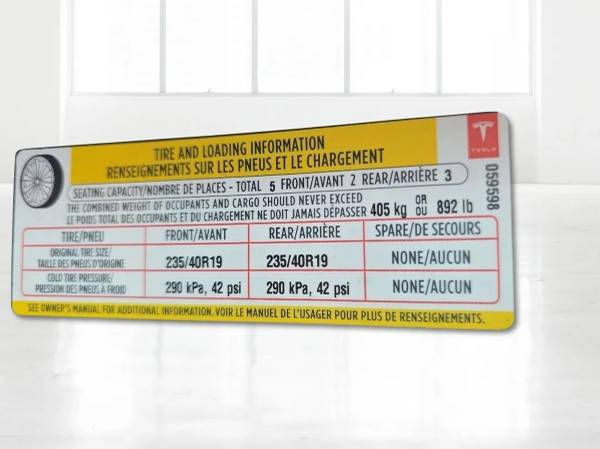 TIRE AND LOADING INFORMATION
RENSEIGNEMENTS SUR LES PNEUS ET LE CHARGEMENT
TESLA
SEATING CAPACITY/NOMBRE DE PLACES - TOTAL 5 FRONT/AVANT 2 REAR/ARRIÈRE 3
THE COMBINED WEIGHT OF OCCUPANTS AND CARGO SHOULD NEVER EXCEED
LE POIDS TOTAL DES OCCUPANTS ET DU CHARGEMENT NE DOIT JAMAIS DÉPASSER 405 kg OR OU 892 lb
059598
TIRE/PNEU FRONT/AVANT REAR/ARRIÈRE SPARE/DE SECOURS
ORIGINAL TIRE SIZE/
TAILLE DES PNEUS D'ORIGINE 235/40R19 235/40R19 NONE/AUCUN
COLD TIRE PRESSURE/
PRESSION DES PNEUS À FROID 290 kPa, 42 psi 290 kPa, 42 psi NONE/AUCUN
SEE OWNER'S MANUAL FOR ADDITIONAL INFORMATION. VOIR LE MANUEL DE L'USAGER POUR PLUS DE RENSEIGNEMENTS.